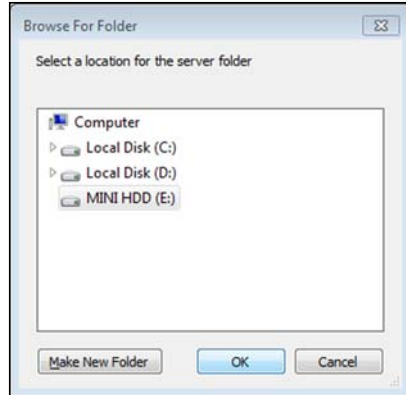 Browse For Folder
Select a location for the server folder
Computer
Local Disk (C:)
Local Disk (D:)
MINI HDD (E:)
Make New Folder OK Cancel